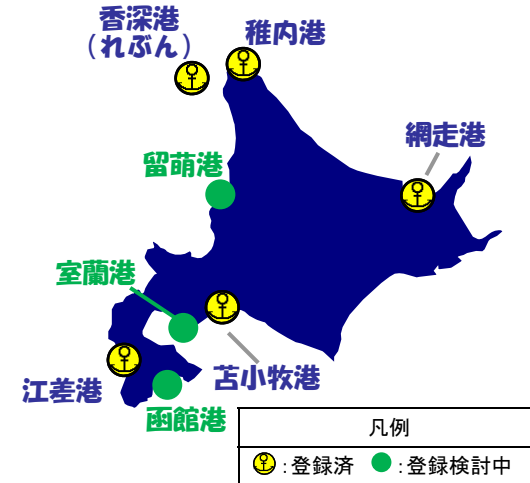 香深港
（れぶん）
稚内港
網走港
留萌港
室蘭港
苫小牧港
江差港
函館港
凡例
：登録済
：登録検討中